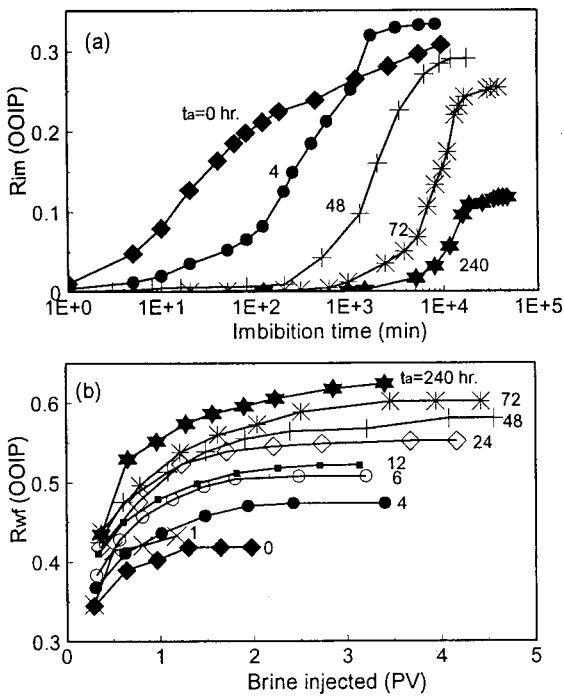 (a)
0.3
0.2
0.1
0
Rim (OOIP)
ta=0 hr.
4
48
72
240
1E+0
1E+1
1E+2
1E+3
1E+4
1E+5
Imbibition time (min)
(b)
0.6
0.5
0.4
0.3
Rwf (OOIP)
ta=240 hr.
72
48
24
12
6
4
1
0
0
1
2
3
4
5
Brine injected (PV)